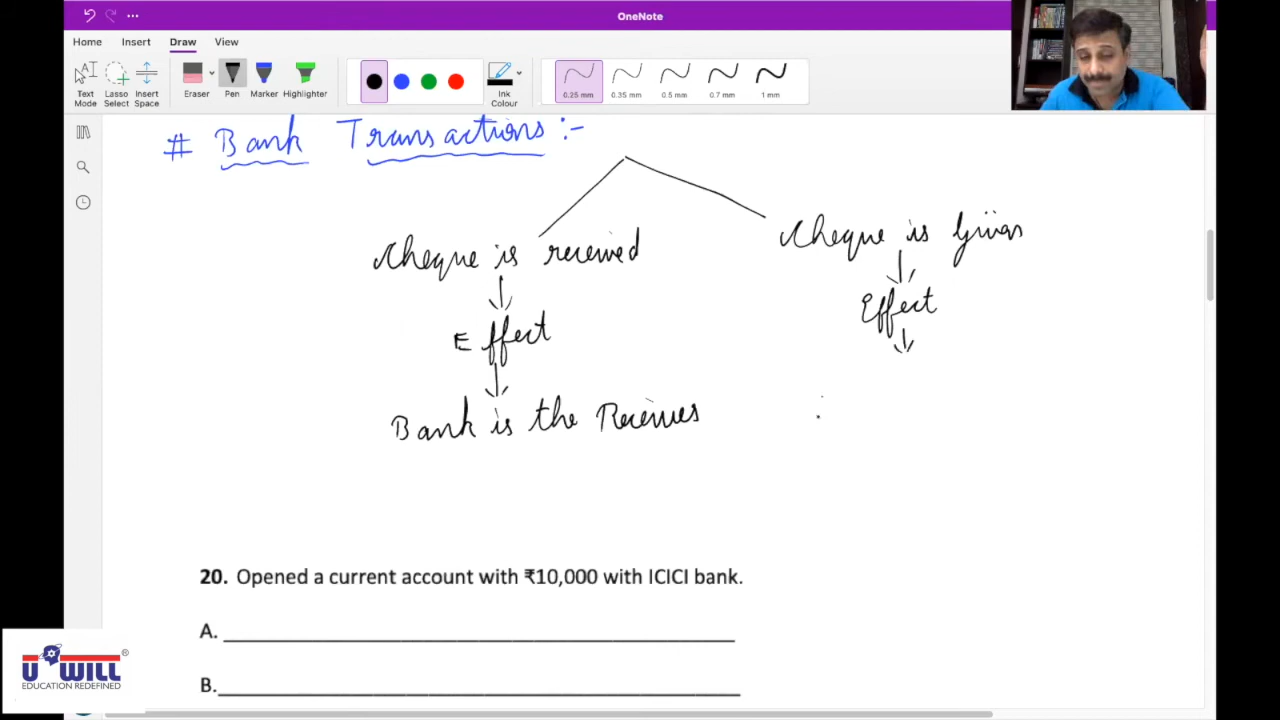 OneNote
Home Insert Draw View
Text Mode
Lasso Select
Insert Space
Eraser
Pen
Marker
Highlighter
Ink Colour
0.25 mm
0.35 mm
0.5 mm
0.7 mm
1 mm
# Bank Transactions :-
Cheque is received
Cheque is Given
Effect
Effect
Bank is the Receiver
20. Opened a current account with ₹10,000 with ICICI bank.
A.
B.
U WILL ®
EDUCATION REDEFINED